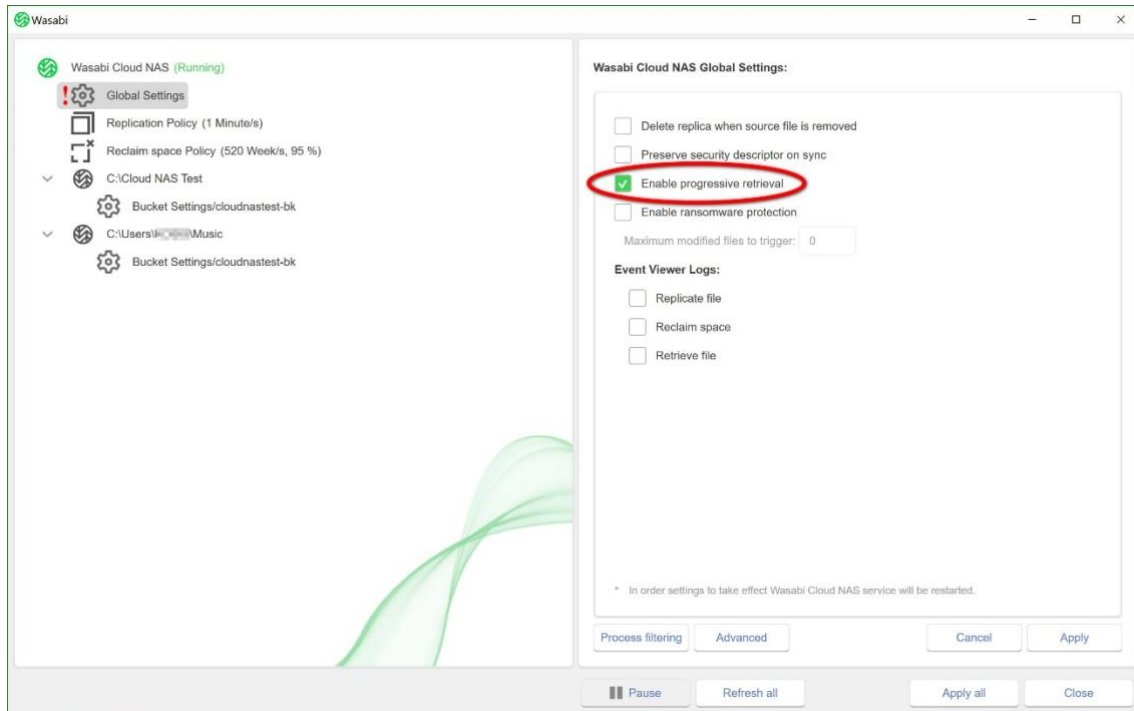 Wasabi
Wasabi Cloud NAS (Running)
Global Settings
Replication Policy (1 Minute/s)
Reclaim space Policy (520 Week/s, 95 %)
C:\Cloud NAS Test
Bucket Settings/cloudnastest-bk
C:\Users\ \Music
Bucket Settings/cloudnastest-bk
Wasabi Cloud NAS Global Settings:
Delete replica when source file is removed
Preserve security descriptor on sync
Enable progressive retrieval
Enable ransomware protection
Maximum modified files to trigger: 0
Event Viewer Logs:
Replicate file
Reclaim space
Retrieve file
* In order settings to take effect Wasabi Cloud NAS service will be restarted.
Process filtering Advanced Cancel Apply
Pause Refresh all Apply all Close